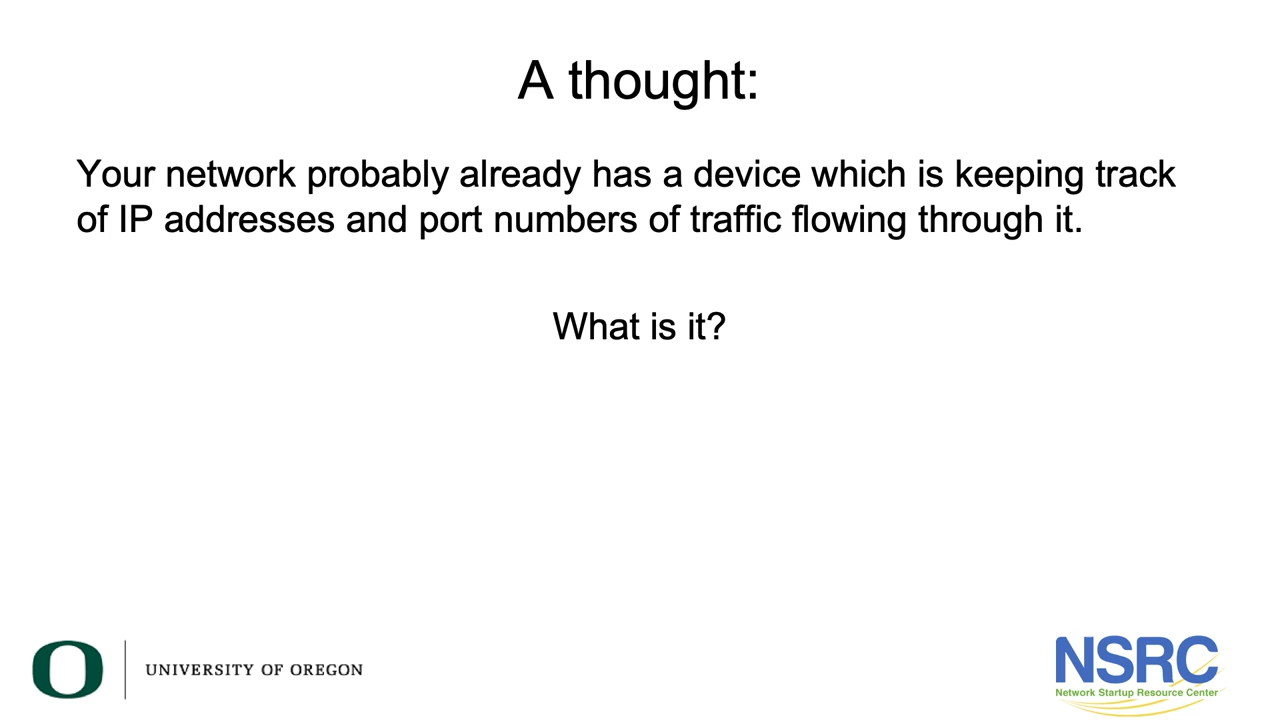 A thought:
Your network probably already has a device which is keeping track
of IP addresses and port numbers of traffic flowing through it.
What is it?
O
UNIVERSITY OF OREGON
NSRC
Network Startup Resource Center